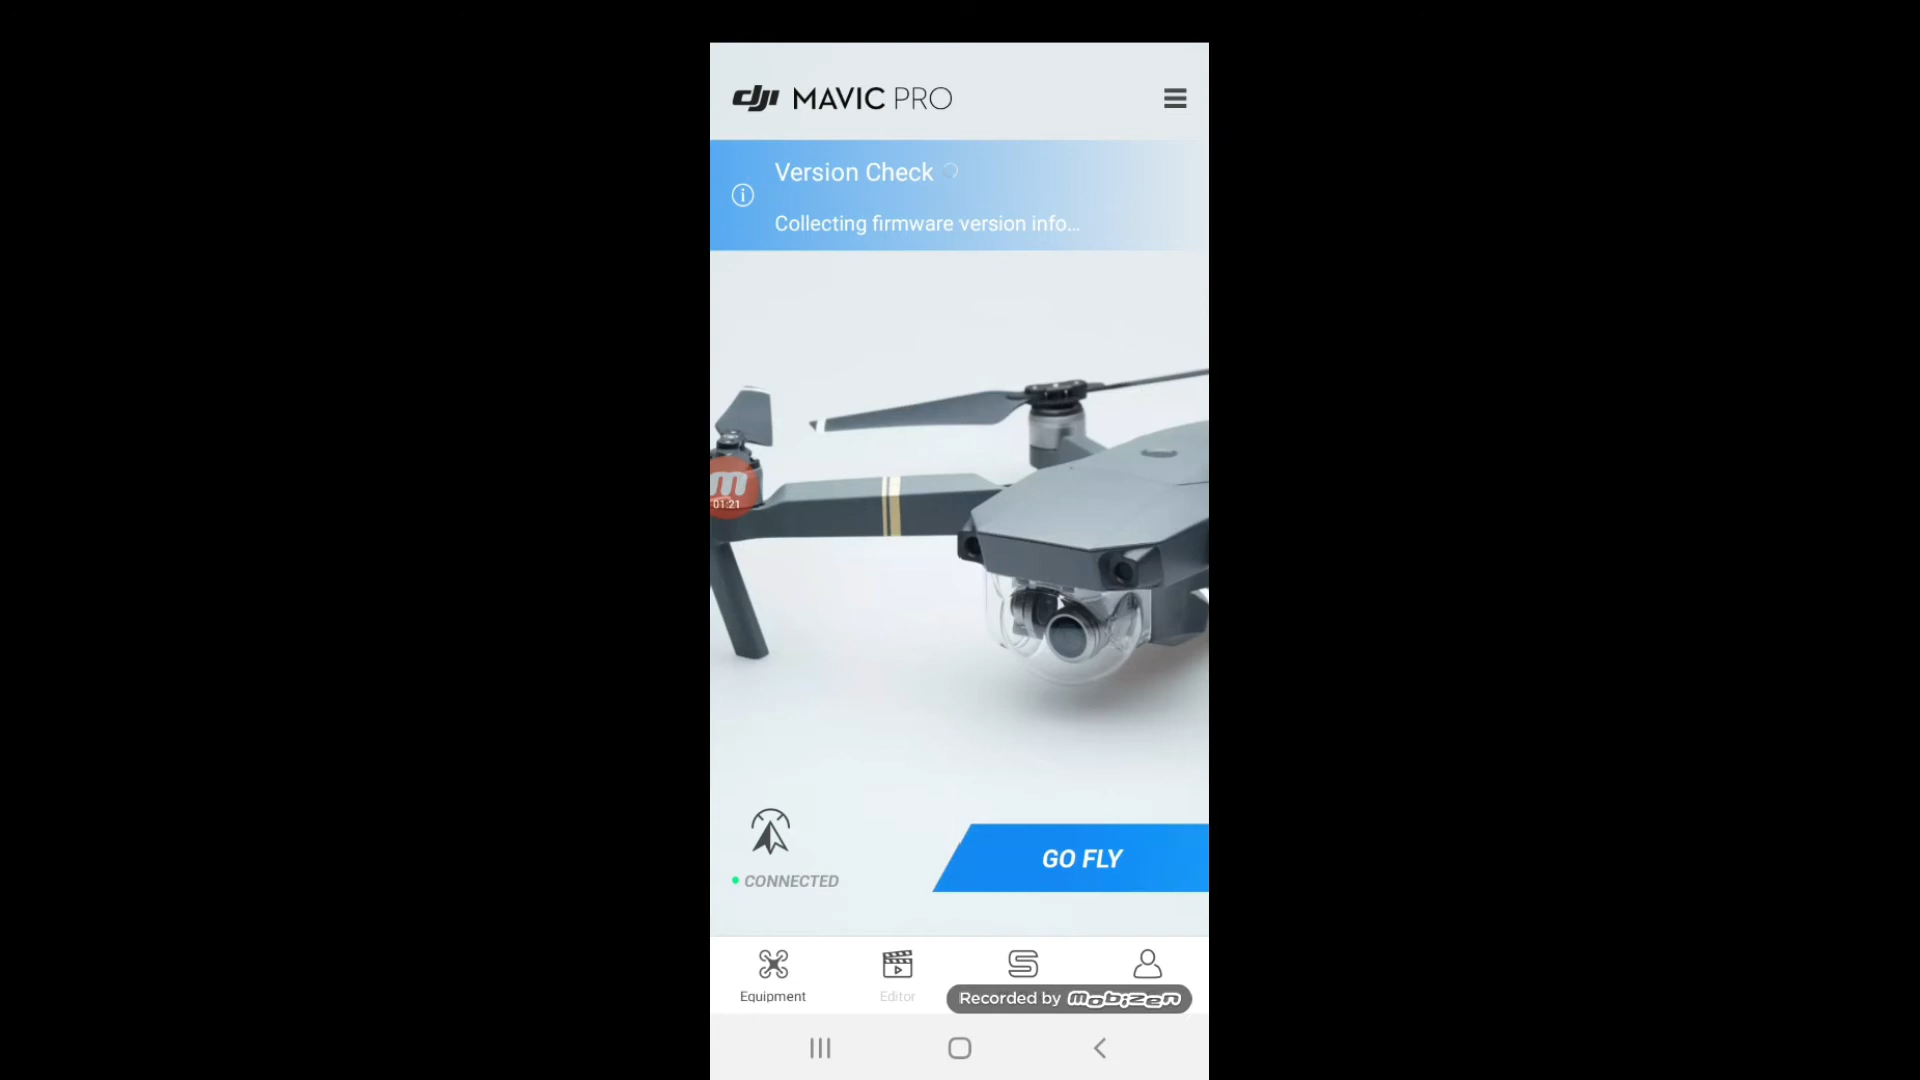 dji MAVIC PRO
Version Check
Collecting firmware version info...
m
01:21
CONNECTED
GO FLY
Equipment
Editor
Recorded by mobizen